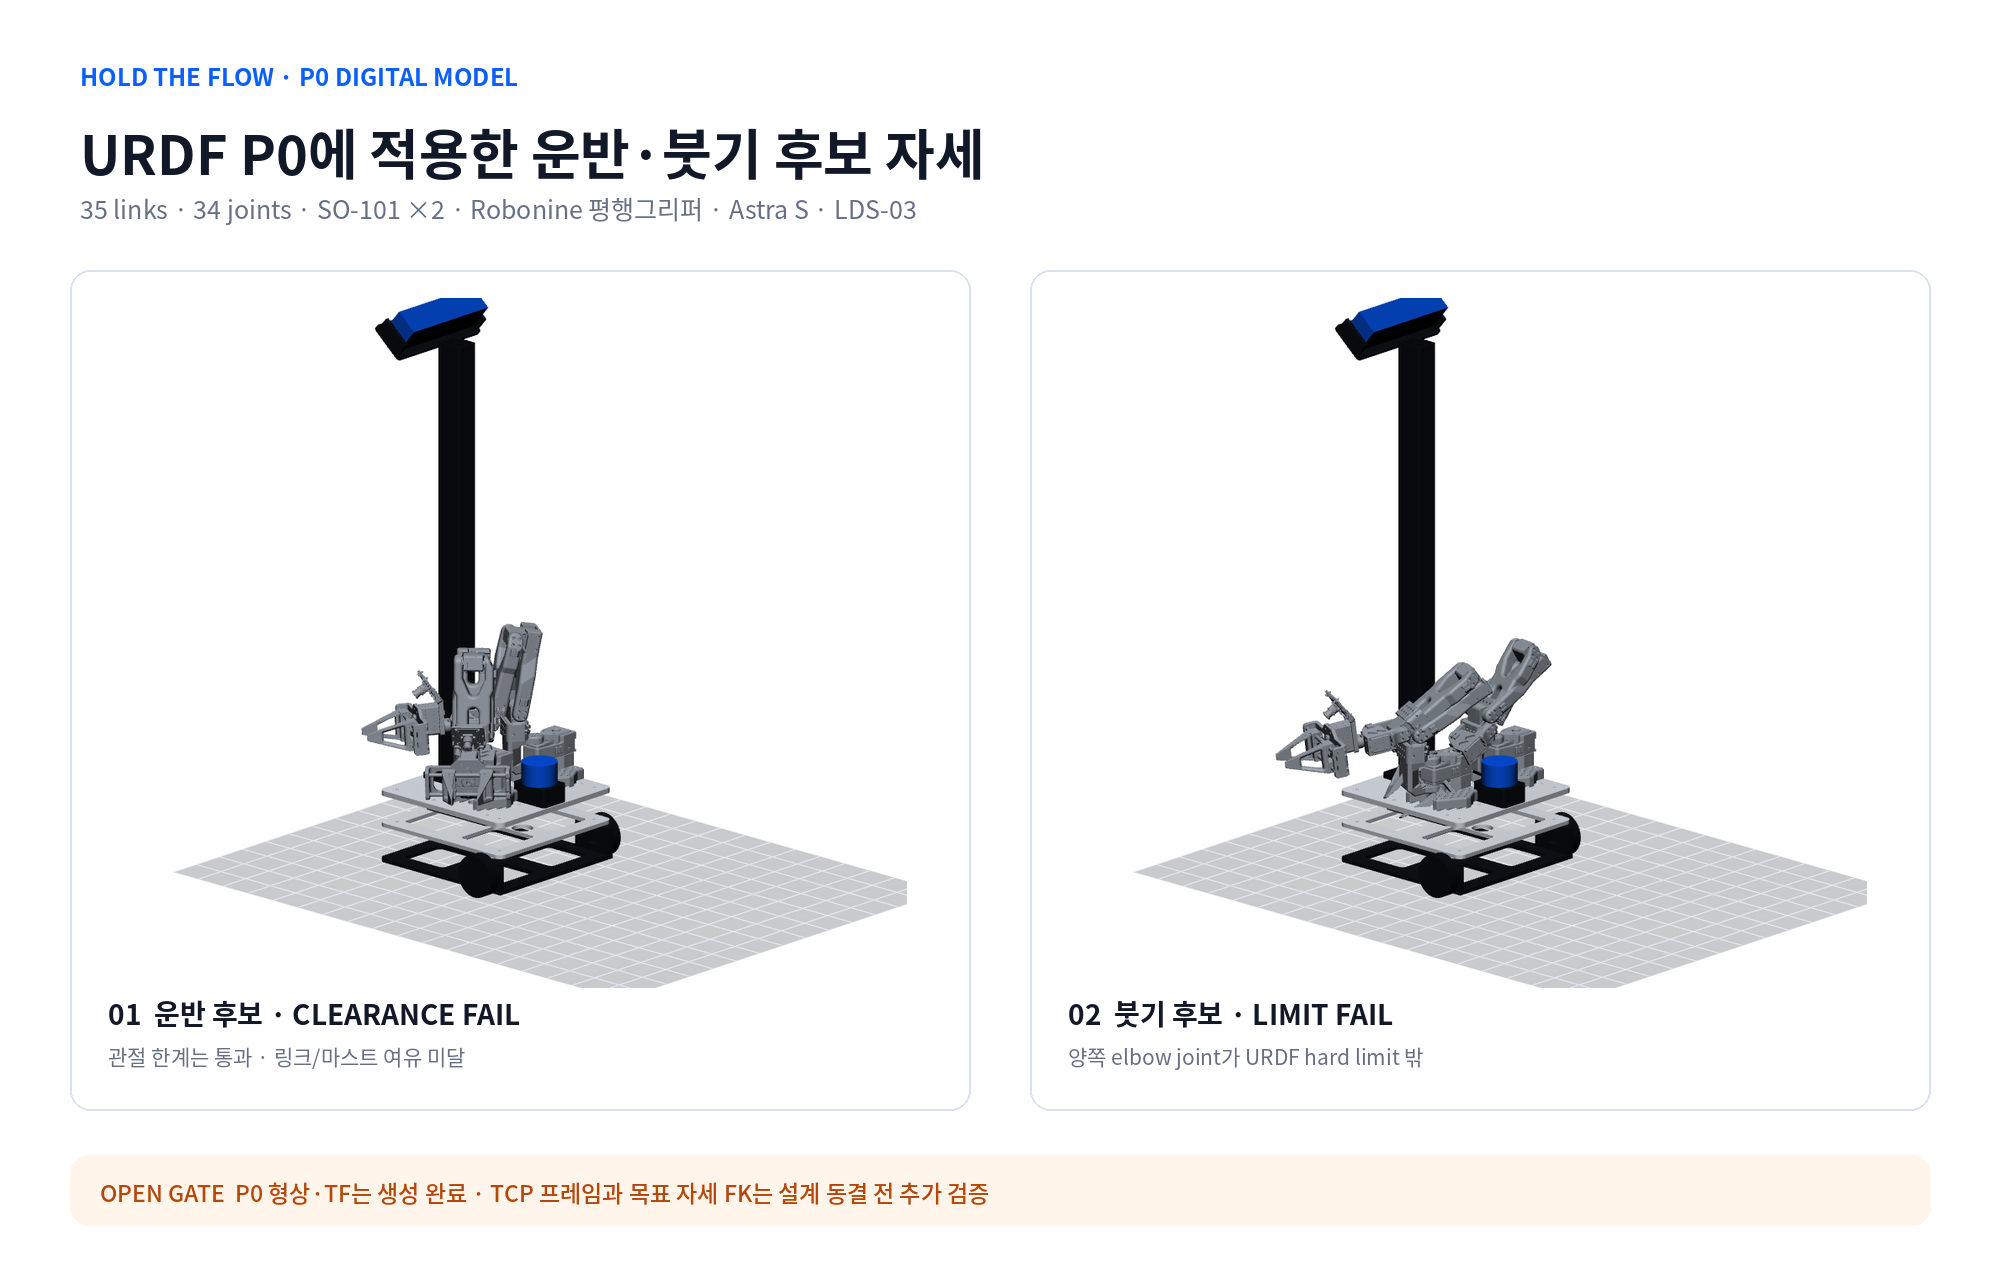 HOLD THE FLOW · P0 DIGITAL MODEL
URDF P0에 적용한 운반·붓기 후보 자세
35 links · 34 joints · SO-101 ×2 · Robonine 평행그리퍼 · Astra S · LDS-03
01 운반 후보 · CLEARANCE FAIL
관절 한계는 통과 · 링크/마스트 여유 미달
02 붓기 후보 · LIMIT FAIL
양쪽 elbow joint가 URDF hard limit 밖
OPEN GATE P0 형상·TF는 생성 완료 · TCP 프레임과 목표 자세 FK는 설계 동결 전 추가 검증